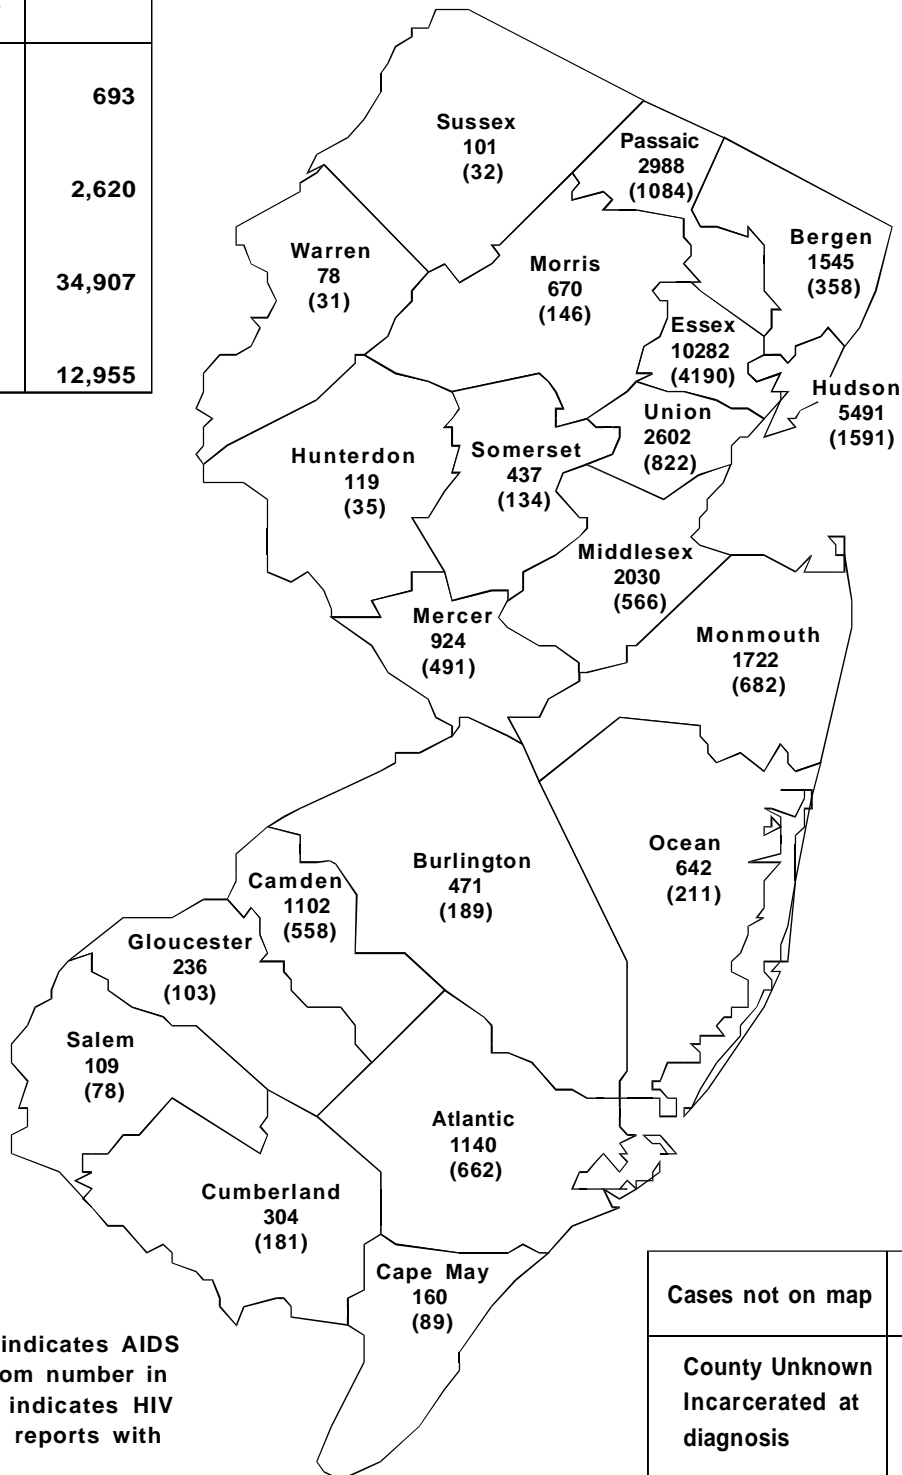 693
2,620
34,907
12,955
Sussex
101
(32)
Passaic
2988
(1084)
Bergen
1545
(358)
Warren
78
(31)
Morris
670
(146)
Essex
10282
(4190)
Hudson
5491
(1591)
Union
2602
(822)
Hunterdon
119
(35)
Somerset
437
(134)
Middlesex
2030
(566)
Mercer
924
(491)
Monmouth
1722
(682)
Ocean
642
(211)
Burlington
471
(189)
Camden
1102
(558)
Gloucester
236
(103)
Salem
109
(78)
Atlantic
1140
(662)
Cumberland
304
(181)
Cape May
160
(89)
indicates AIDS
om number in
indicates HIV
reports with
Cases not on map
County Unknown
Incarcerated at
diagnosis